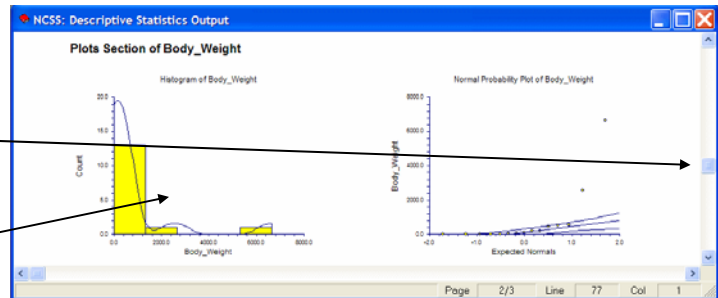 NCSS: Descriptive Statistics Output
Plots Section of Body_Weight
Histogram of Body_Weight
20.0
15.0
10.0
5.0
0.0
Count
0.0 2000.0 4000.0 6000.0 8000.0
Body_Weight
Normal Probability Plot of Body_Weight
8000.0
6000.0
4000.0
2000.0
0.0
Body_Weight
-2.0 -1.0 0.0 1.0 2.0
Expected Normals
Page 2/3 Line 77 Col 1